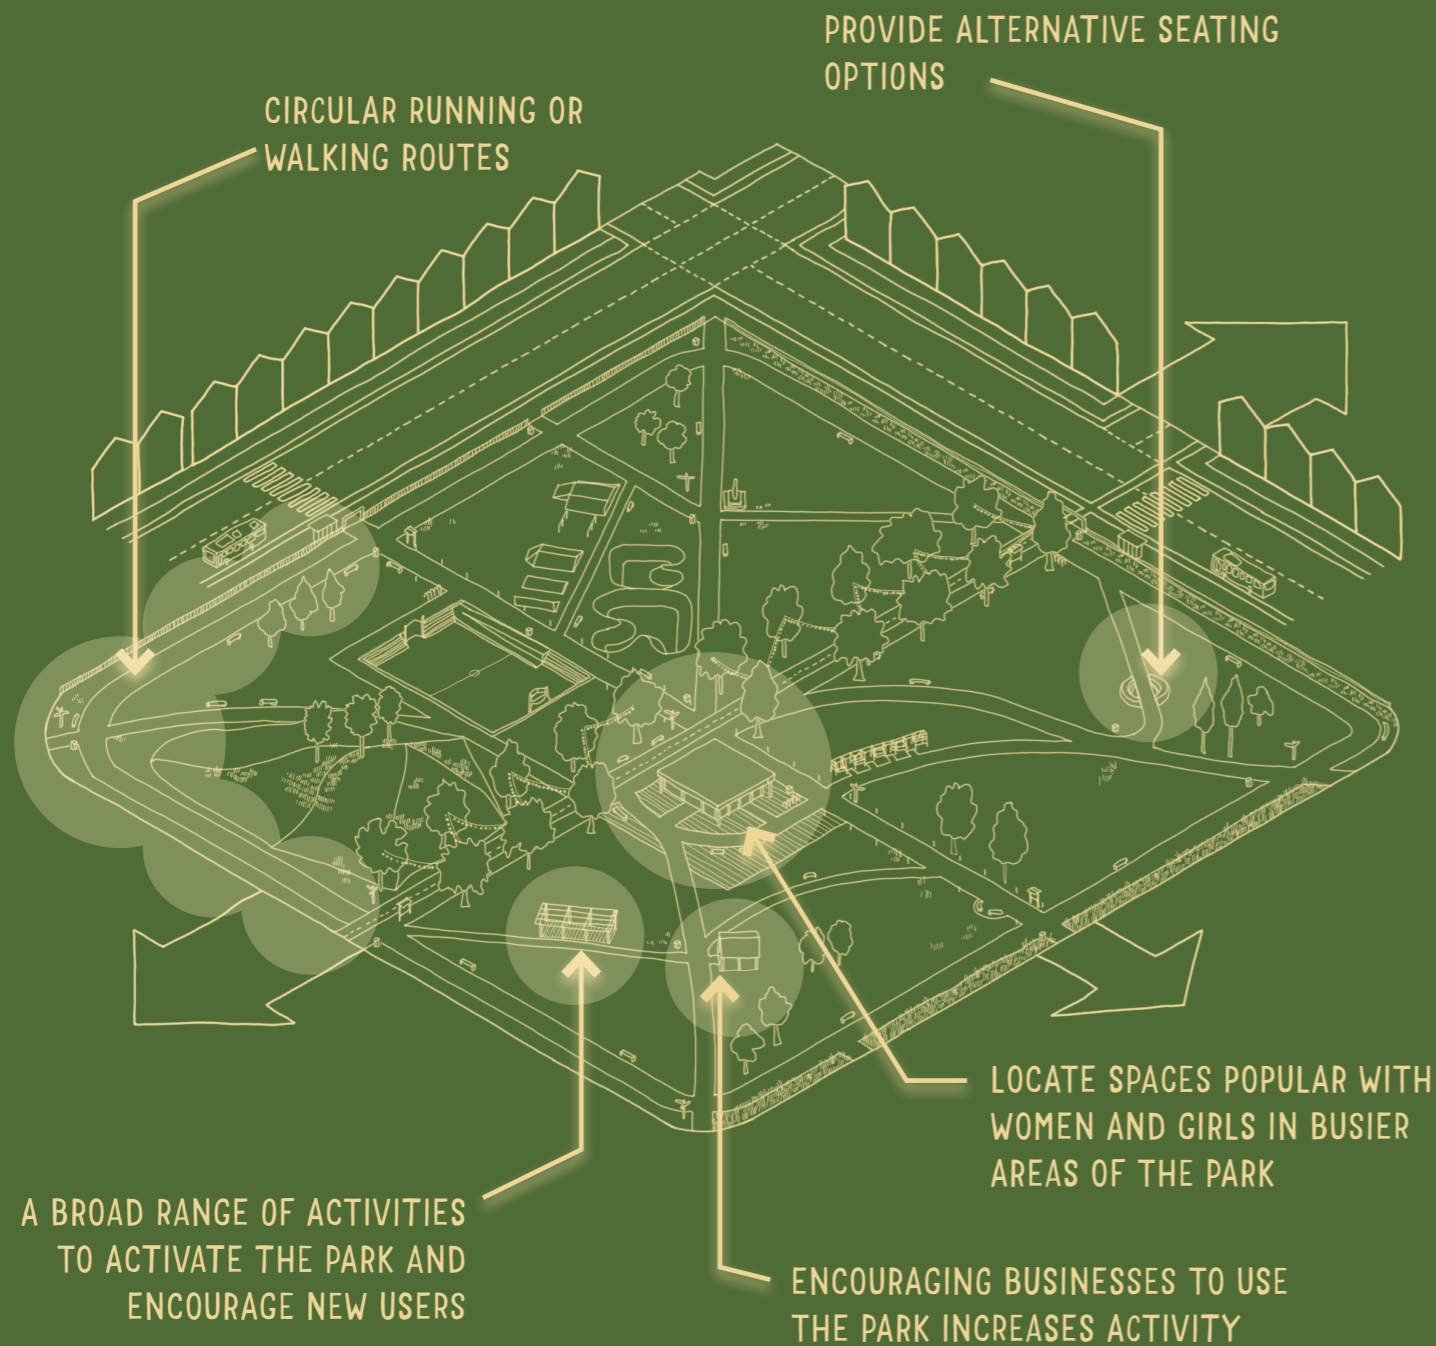 PROVIDE ALTERNATIVE SEATING
OPTIONS
CIRCULAR RUNNING OR
WALKING ROUTES
LOCATE SPACES POPULAR WITH
WOMEN AND GIRLS IN BUSIER
AREAS OF THE PARK
A BROAD RANGE OF ACTIVITIES
TO ACTIVATE THE PARK AND
ENCOURAGE NEW USERS
ENCOURAGING BUSINESSES TO USE
THE PARK INCREASES ACTIVITY